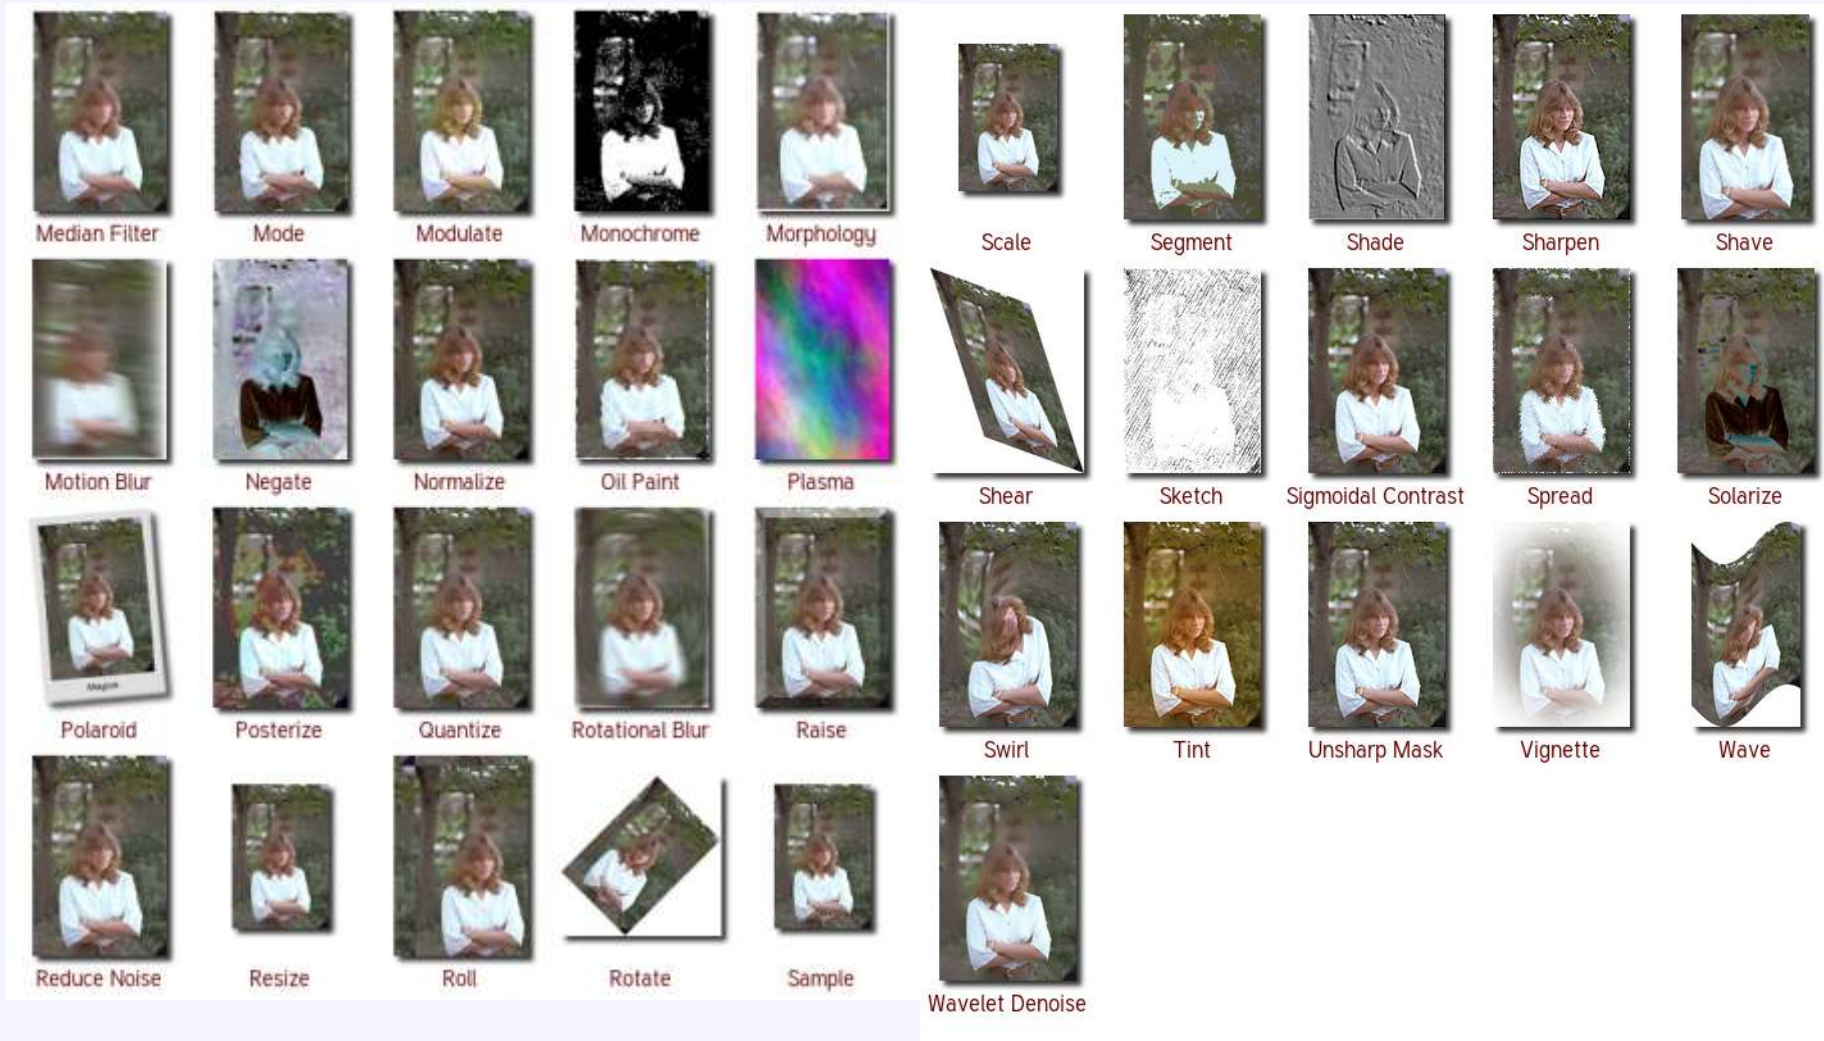 Median Filter
Mode
Modulate
Monochrome
Morphology
Motion Blur
Negate
Normalize
Oil Paint
Plasma
Magick
Polaroid
Posterize
Quantize
Rotational Blur
Raise
Reduce Noise
Resize
Roll
Rotate
Sample
Scale
Segment
Shade
Sharpen
Shave
Shear
Sketch
Sigmoidal Contrast
Spread
Solarize
Swirl
Tint
Unsharp Mask
Vignette
Wave
Wavelet Denoise